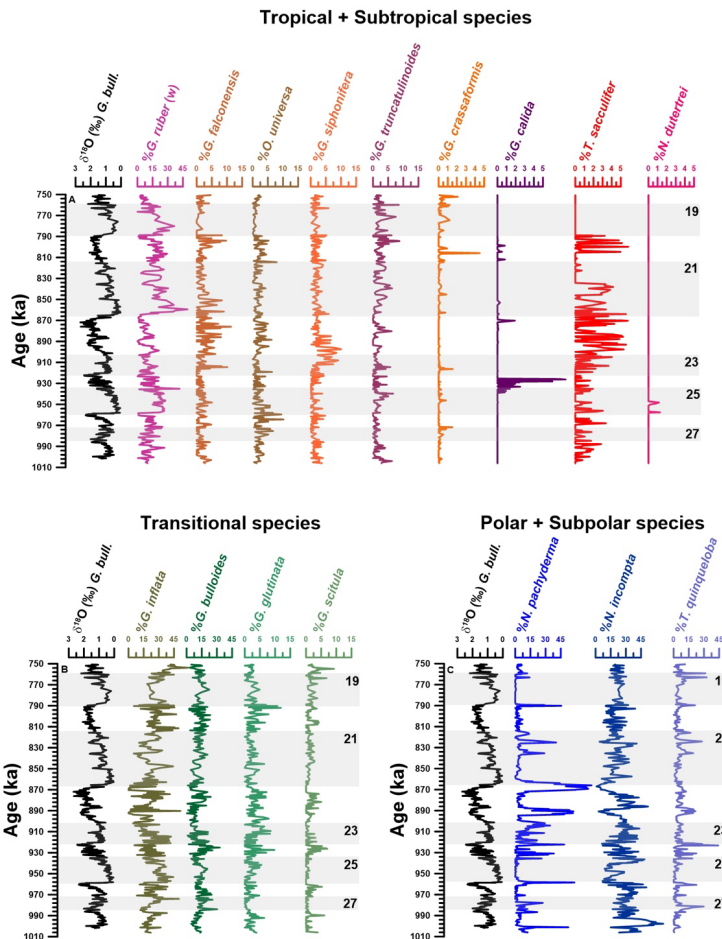 Tropical + Subtropical species
δ18O (‰) G. bull.
%G. ruber (w)
%G. falconensis
%O. universa
%G. siphonifera
%G. truncatulinoides
%G. crassaformis
%G. calida
%T. sacculifer
%N. dutertrei
3 2 1 0
0 15 30 45
0 5 10 15
0 5 10 15
0 5 10 15
0 5 10 15
0 1 2 3 4 5
0 1 2 3 4 5
0 1 2 3 4 5
0 1 2 3 4 5
A
Age (ka)
750
770
790
810
830
850
870
890
910
930
950
970
990
1010
19
21
23
25
27
Transitional species
δ18O (‰) G. bull.
%G. inflata
%G. bulloides
%G. glutinata
%G. scitula
3 2 1 0
0 15 30 45
0 15 30 45
0 5 10 15
0 5 10 15
B
Age (ka)
750
770
790
810
830
850
870
890
910
930
950
970
990
1010
19
21
23
25
27
Polar + Subpolar species
δ18O (‰) G. bull.
%N. pachyderma
%N. incompta
%T. quinqueloba
3 2 1 0
0 15 30 45
0 15 30 45
0 15 30 45
C
Age (ka)
750
770
790
810
830
850
870
890
910
930
950
970
990
1010
1
2
23
2
2